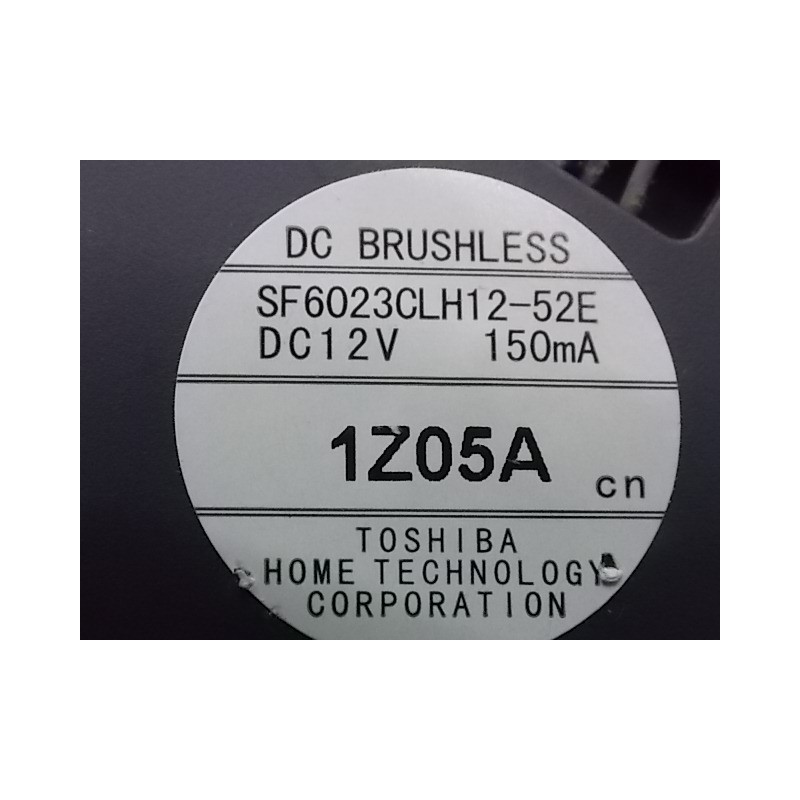 DC BRUSHLESS
SF6023CLH12-52E
DC12V 150mA
1Z05A cn
TOSHIBA
HOME TECHNOLOGY
CORPORATION